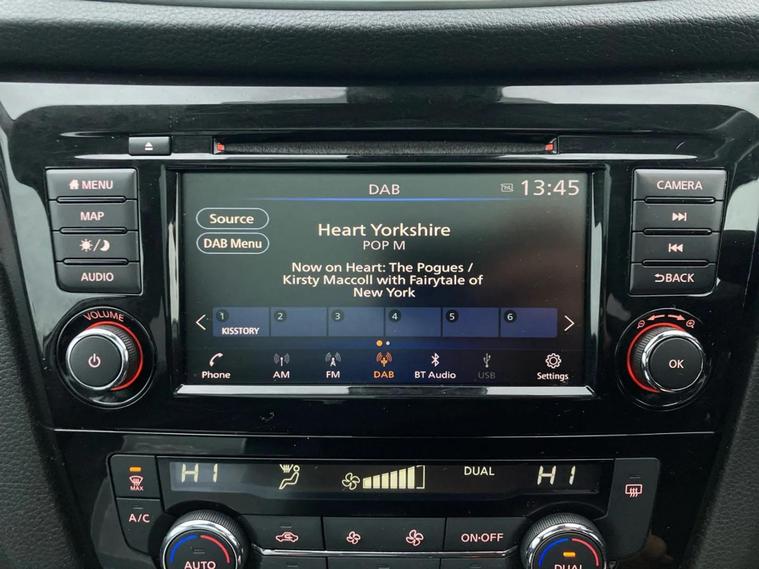 MENU
MAP
AUDIO
VOLUME
DAB
13:45
Source
DAB Menu
Heart Yorkshire
POP M
Now on Heart: The Pogues /
Kirsty Maccoll with Fairytale of
New York
1 2 3 4 5 6
KISSTORY
Phone AM FM DAB BT Audio USB Settings
CAMERA
BACK
OK
HI DUAL HI
MAX
A/C
AUTO
ON·OFF
DUAL